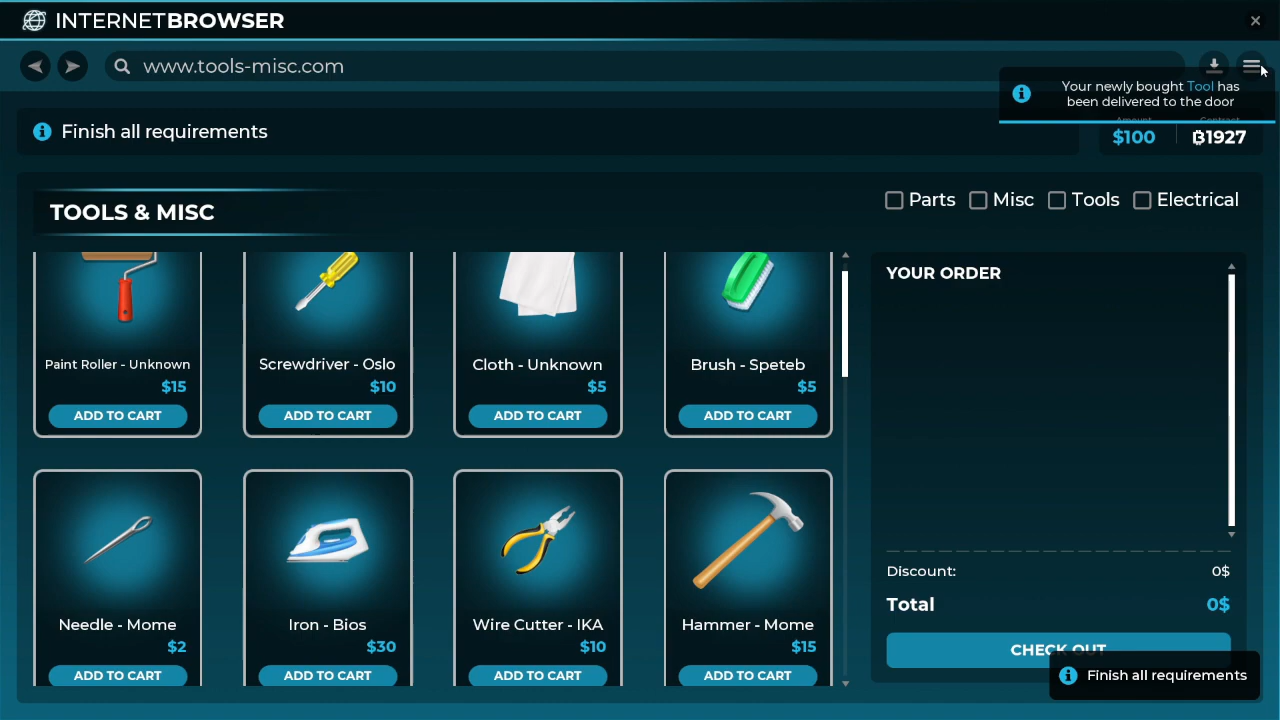 INTERNETBROWSER
www.tools-misc.com
Your newly bought Tool has
been delivered to the door
Finish all requirements
Amount
Contract
$100
₿1927
TOOLS & MISC
Parts
Misc
Tools
Electrical
Paint Roller - Unknown
$15
ADD TO CART
Screwdriver - Oslo
$10
ADD TO CART
Cloth - Unknown
$5
ADD TO CART
Brush - Speteb
$5
ADD TO CART
Needle - Mome
$2
ADD TO CART
Iron - Bios
$30
ADD TO CART
Wire Cutter - IKA
$10
ADD TO CART
Hammer - Mome
$15
ADD TO CART
YOUR ORDER
Discount:
0$
Total
0$
CHECK OUT
Finish all requirements